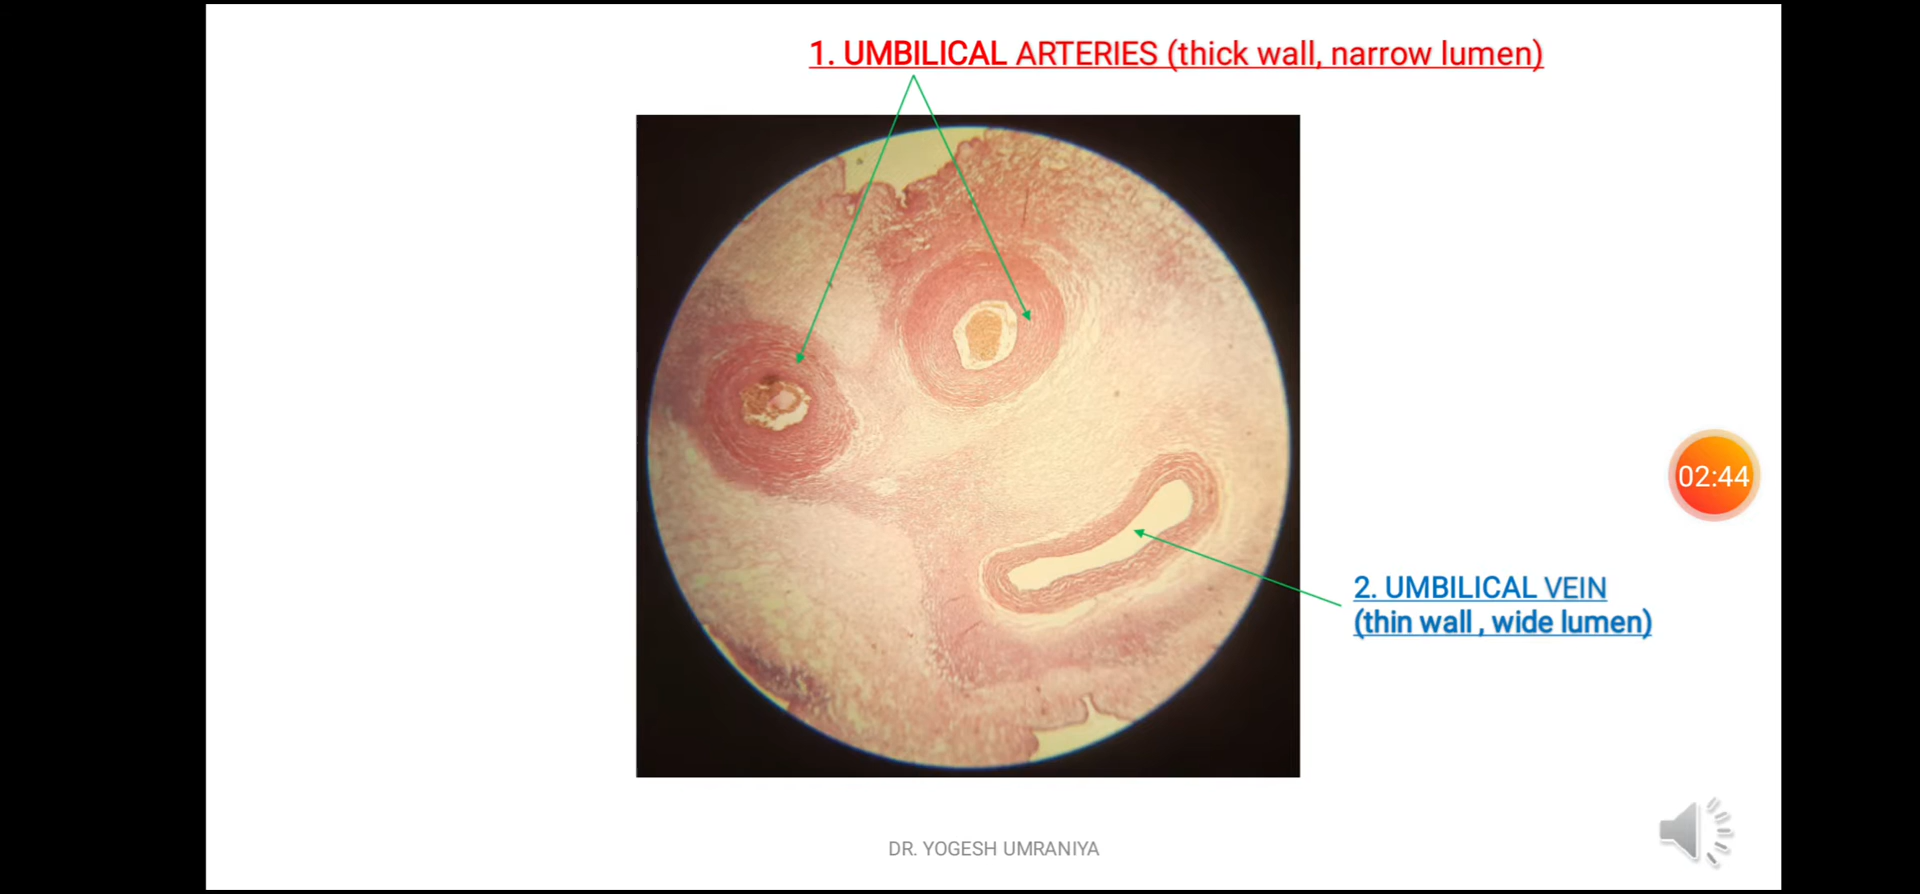 1. UMBILICAL ARTERIES (thick wall, narrow lumen)
02:44
2. UMBILICAL VEIN
(thin wall , wide lumen)
DR. YOGESH UMRANIYA